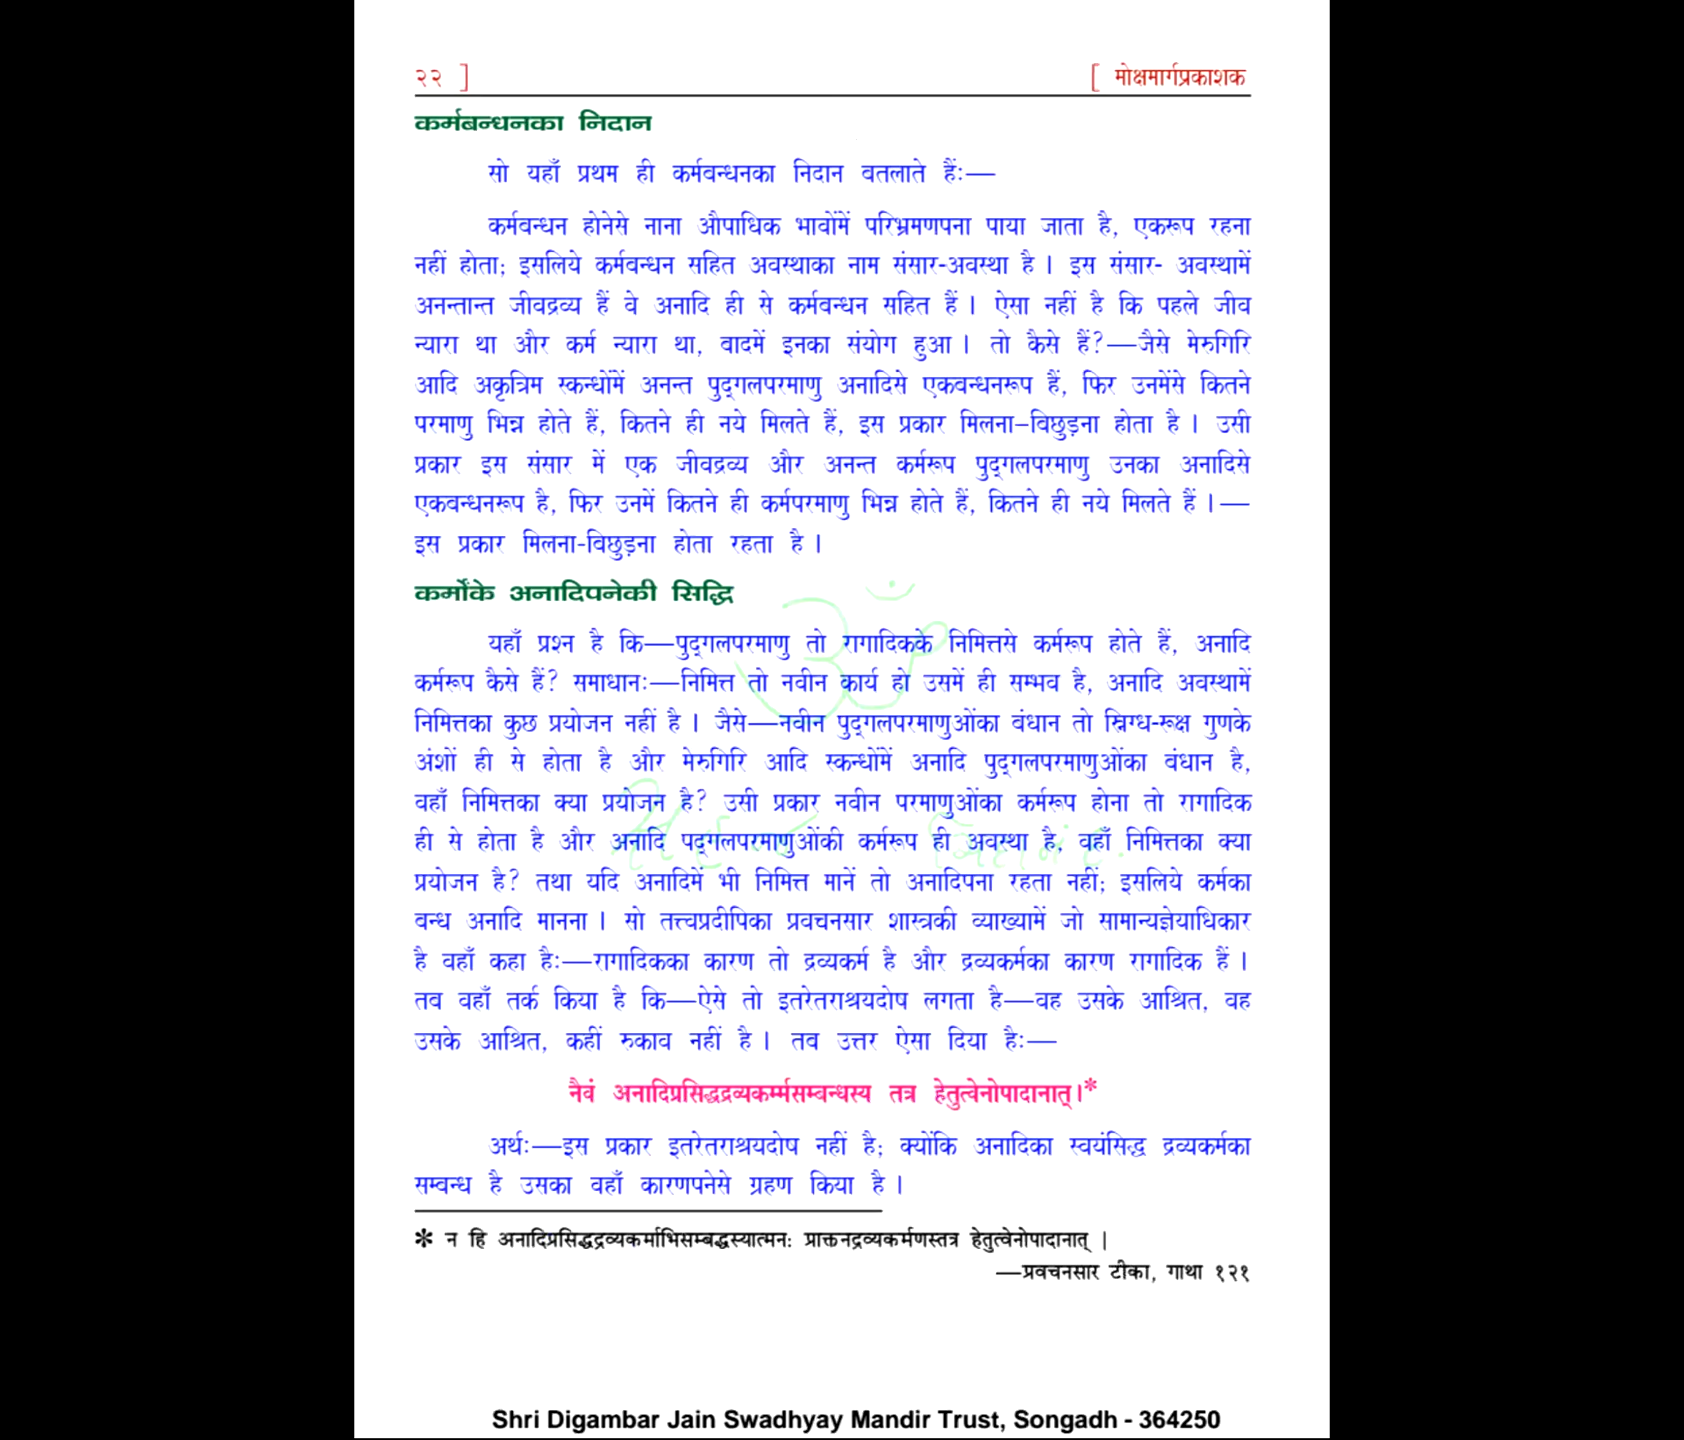 २२ ] [ मोक्षमार्गप्रकाशक
कर्मबन्धनका निदान
सो यहाँ प्रथम ही कर्मबन्धनका निदान बतलाते हैंः—
कर्मबन्धन होनेसे नाना औपाधिक भावोंमें परिभ्रमणपना पाया जाता है, एकरूप रहना
नहीं होता; इसलिये कर्मबन्धन सहित अवस्थाका नाम संसार-अवस्था है । इस संसार- अवस्थामें
अनन्तान्त जीवद्रव्य हैं वे अनादि ही से कर्मबन्धन सहित हैं । ऐसा नहीं है कि पहले जीव
न्यारा था और कर्म न्यारा था, बादमें इनका संयोग हुआ । तो कैसे हैं?—जैसे मेरुगिरि
आदि अकृत्रिम स्कन्धोंमें अनन्त पुद्गलपरमाणु अनादिसे एकबन्धनरूप हैं, फिर उनमेंसे कितने
परमाणु भिन्न होते हैं, कितने ही नये मिलते हैं, इस प्रकार मिलना–बिछुड़ना होता है । उसी
प्रकार इस संसार में एक जीवद्रव्य और अनन्त कर्मरूप पुद्गलपरमाणु उनका अनादिसे
एकबन्धनरूप है, फिर उनमें कितने ही कर्मपरमाणु भिन्न होते हैं, कितने ही नये मिलते हैं ।—
इस प्रकार मिलना-बिछुड़ना होता रहता है ।
कर्मोंके अनादिपनेकी सिद्धि
यहाँ प्रश्न है कि—पुद्गलपरमाणु तो रागादिकके निमित्तसे कर्मरूप होते हैं, अनादि
कर्मरूप कैसे हैं? समाधानः—निमित्त तो नवीन कार्य हो उसमें ही सम्भव है, अनादि अवस्थामें
निमित्तका कुछ प्रयोजन नहीं है । जैसे—नवीन पुद्गलपरमाणुओंका बंधान तो स्निग्ध-रूक्ष गुणके
अंशों ही से होता है और मेरुगिरि आदि स्कन्धोंमें अनादि पुद्गलपरमाणुओंका बंधान है,
वहाँ निमित्तका क्या प्रयोजन है? उसी प्रकार नवीन परमाणुओंका कर्मरूप होना तो रागादिक
ही से होता है और अनादि पद्गलपरमाणुओंकी कर्मरूप ही अवस्था है, वहाँ निमित्तका क्या
प्रयोजन है? तथा यदि अनादिमें भी निमित्त मानें तो अनादिपना रहता नहीं; इसलिये कर्मका
बन्ध अनादि मानना । सो तत्त्वप्रदीपिका प्रवचनसार शास्त्रकी व्याख्यामें जो सामान्यज्ञेयाधिकार
है वहाँ कहा हैः—रागादिकका कारण तो द्रव्यकर्म है और द्रव्यकर्मका कारण रागादिक हैं ।
तब वहाँ तर्क किया है कि—ऐसे तो इतरेतराश्रयदोष लगता है—वह उसके आश्रित, वह
उसके आश्रित, कहीं रुकाव नहीं है । तब उत्तर ऐसा दिया हैः—
नैवं अनादिप्रसिद्धद्रव्यकर्म्मसम्बन्धस्य तत्र हेतुत्वेनोपादानात्।*
अर्थः—इस प्रकार इतरेतराश्रयदोष नहीं है; क्योंकि अनादिका स्वयंसिद्ध द्रव्यकर्मका
सम्बन्ध है उसका वहाँ कारणपनेसे ग्रहण किया है ।
✻ न हि अनादिप्रसिद्धद्रव्यकर्माभिसम्बद्धस्यात्मनः प्राक्तनद्रव्यकर्मणस्तत्र हेतुत्वेनोपादानात् |
—प्रवचनसार टीका, गाथा १२१
Shri Digambar Jain Swadhyay Mandir Trust, Songadh - 364250